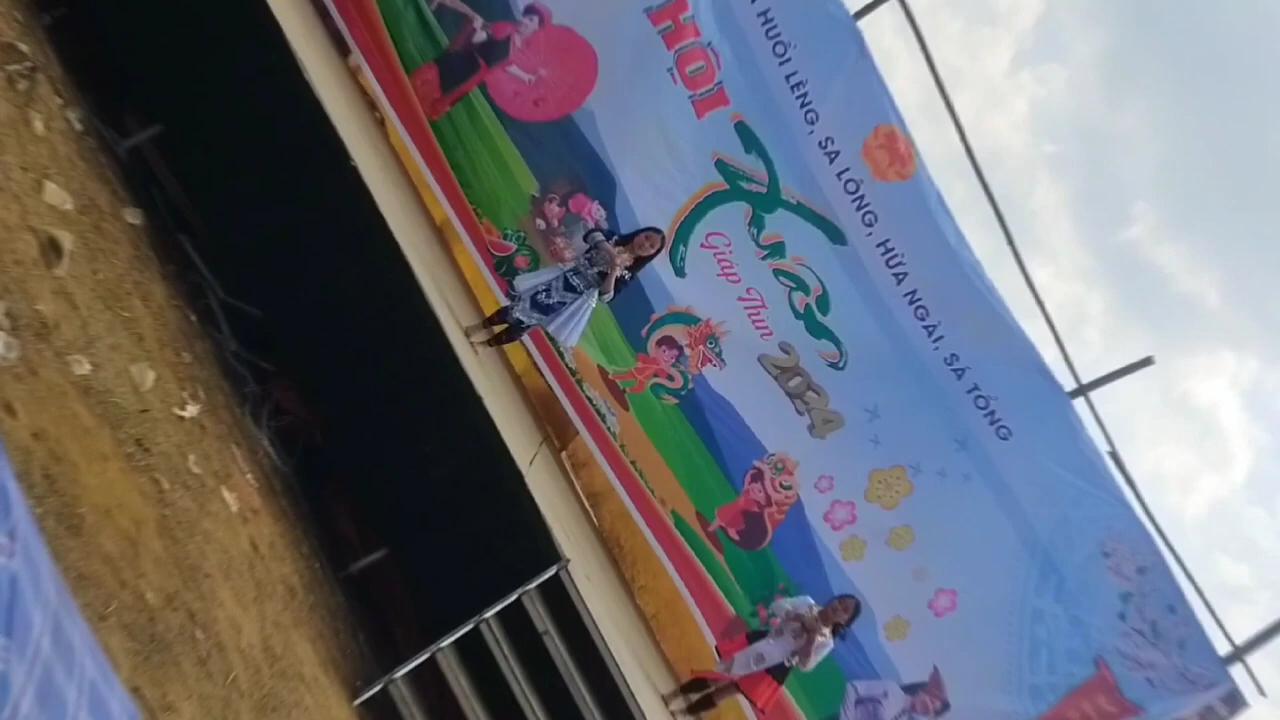 HUỔI LÈNG, SA LÔNG, HỪA NGÀI, SÁ TỔNG
HỘI
Xuân
Giáp Thìn
2024